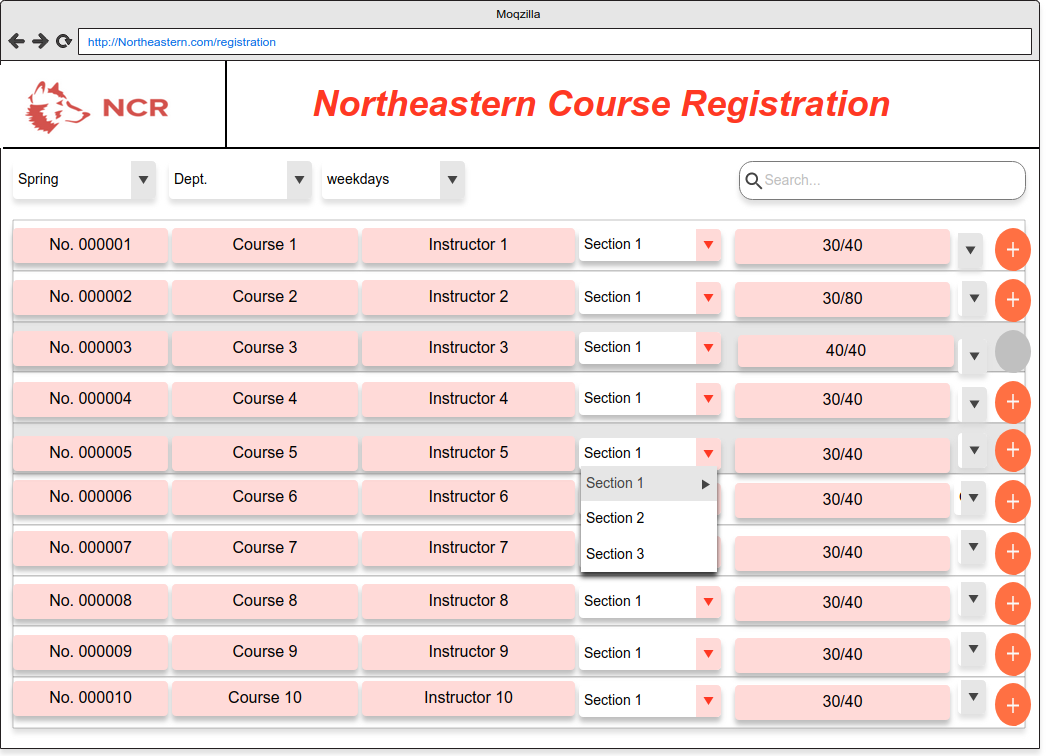 Moqzilla
http://Northeastern.com/registration
NCR
Northeastern Course Registration
Spring Dept. weekdays Search...
No. 000001 Course 1 Instructor 1 Section 1 30/40 +
No. 000002 Course 2 Instructor 2 Section 1 30/80 +
No. 000003 Course 3 Instructor 3 Section 1 40/40
No. 000004 Course 4 Instructor 4 Section 1 30/40 +
No. 000005 Course 5 Instructor 5 Section 1 30/40 +
Section 1
No. 000006 Course 6 Instructor 6 30/40 +
Section 2
No. 000007 Course 7 Instructor 7 Section 3 30/40 +
No. 000008 Course 8 Instructor 8 Section 1 30/40 +
No. 000009 Course 9 Instructor 9 Section 1 30/40 +
No. 000010 Course 10 Instructor 10 Section 1 30/40 +